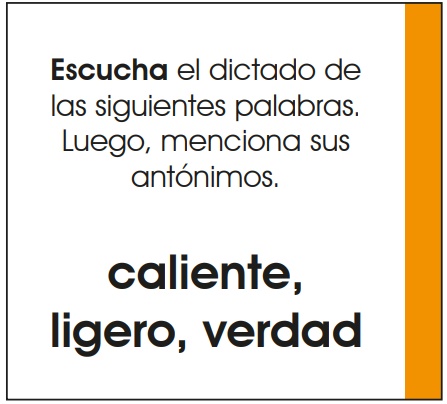 Escucha el dictado de
las siguientes palabras.
Luego, menciona sus
antónimos.
caliente,
ligero, verdad